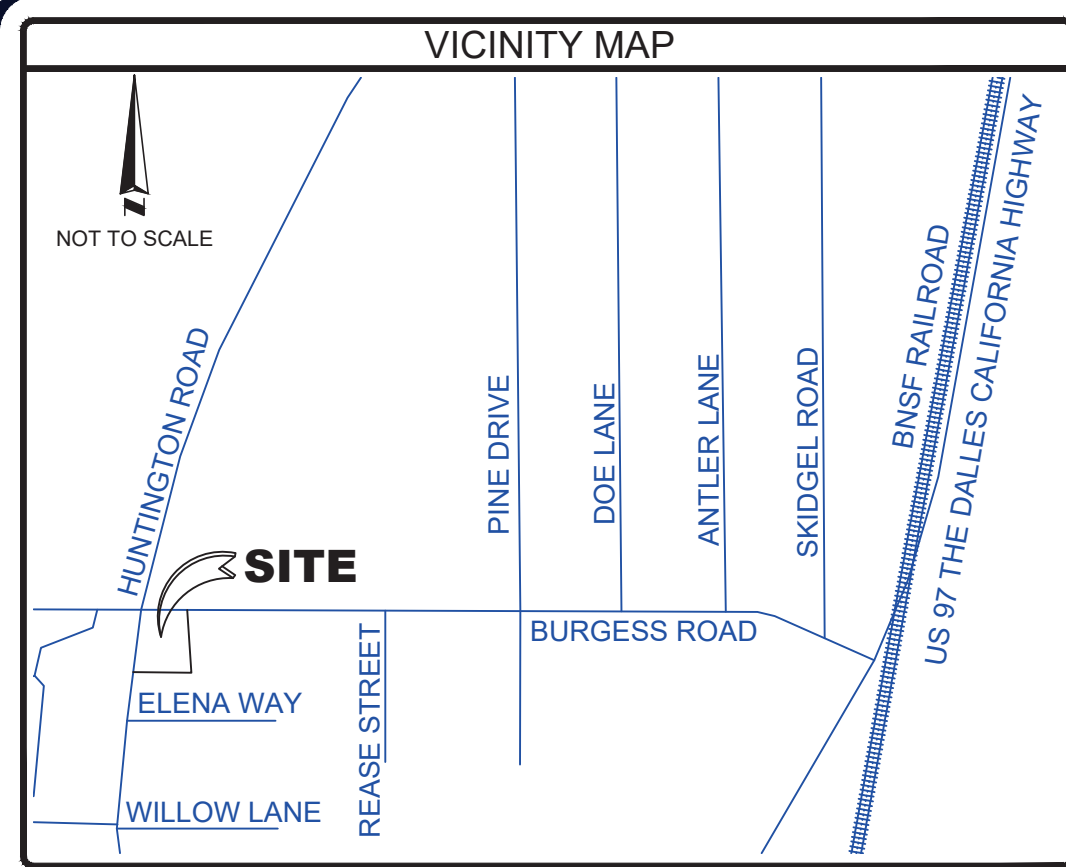 VICINITY MAP
NOT TO SCALE
HUNTINGTON ROAD
PINE DRIVE
DOE LANE
ANTLER LANE
SKIDGEL ROAD
BNSF RAILROAD
US 97 THE DALLES CALIFORNIA HIGHWAY
SITE
BURGESS ROAD
REASE STREET
ELENA WAY
WILLOW LANE